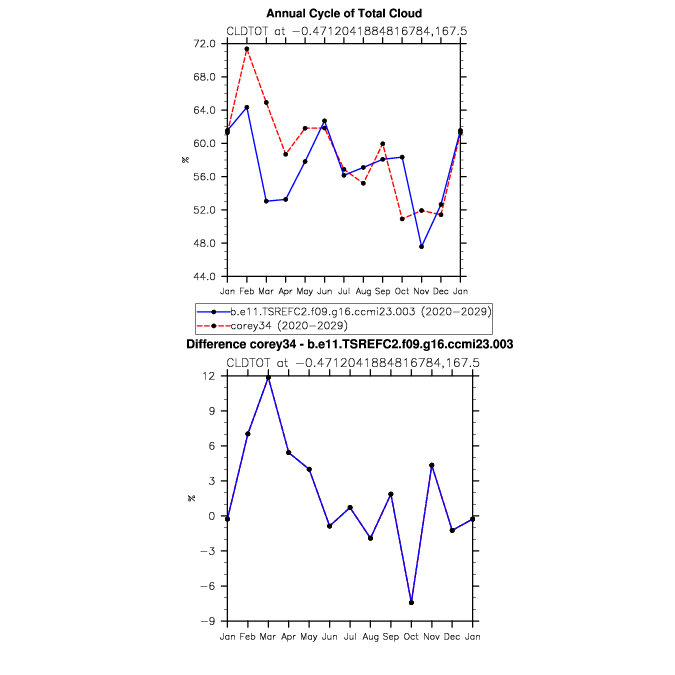 Annual Cycle of Total Cloud
CLDTOT at -0.4712041884816784,167.5
72.0
68.0
64.0
60.0
56.0
52.0
48.0
44.0
%
Jan Feb Mar Apr May Jun Jul Aug Sep Oct Nov Dec Jan
b.e11.TSREFC2.f09.g16.ccmi23.003 (2020-2029)
corey34 (2020-2029)
Difference corey34 - b.e11.TSREFC2.f09.g16.ccmi23.003
CLDTOT at -0.4712041884816784,167.5
12
9
6
3
0
-3
-6
-9
%
Jan Feb Mar Apr May Jun Jul Aug Sep Oct Nov Dec Jan